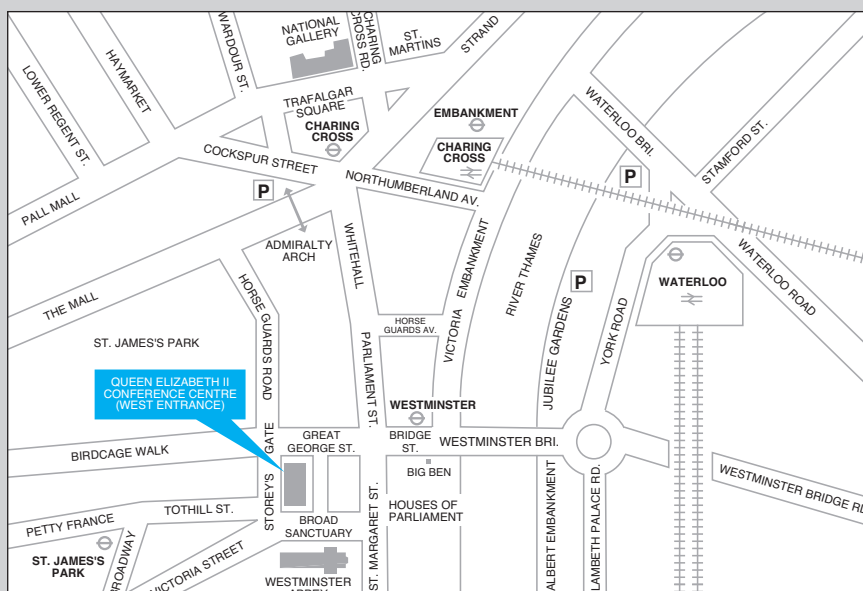 NATIONAL
GALLERY
CHARING
CROSS RD.
ST.
MARTINS
STRAND
WARDOUR ST.
HAYMARKET
LOWER REGENT ST.
TRAFALGAR
SQUARE
CHARING
CROSS
EMBANKMENT
CHARING
CROSS
WATERLOO BRI.
STAMFORD ST.
COCKSPUR STREET
NORTHUMBERLAND AV.
PALL MALL
P
P
P
ADMIRALTY
ARCH
WHITEHALL
THE MALL
HORSE GUARDS ROAD
HORSE
GUARDS AV.
VICTORIA EMBANKMENT
RIVER THAMES
JUBILEE GARDENS
YORK ROAD
WATERLOO
WATERLOO ROAD
ST. JAMES'S PARK
PARLIAMENT ST.
QUEEN ELIZABETH II
CONFERENCE CENTRE
(WEST ENTRANCE)
WESTMINSTER
BIRDCAGE WALK
STOREY'S GATE
GREAT
GEORGE ST.
BRIDGE
ST.
WESTMINSTER BRI.
BIG BEN
WESTMINSTER BRIDGE RD.
PETTY FRANCE
TOTHILL ST.
BROAD
SANCTUARY
ST. MARGARET ST.
HOUSES OF
PARLIAMENT
ALBERT EMBANKMENT
LAMBETH PALACE RD.
ST. JAMES'S
PARK
BROADWAY
VICTORIA STREET
WESTMINSTER